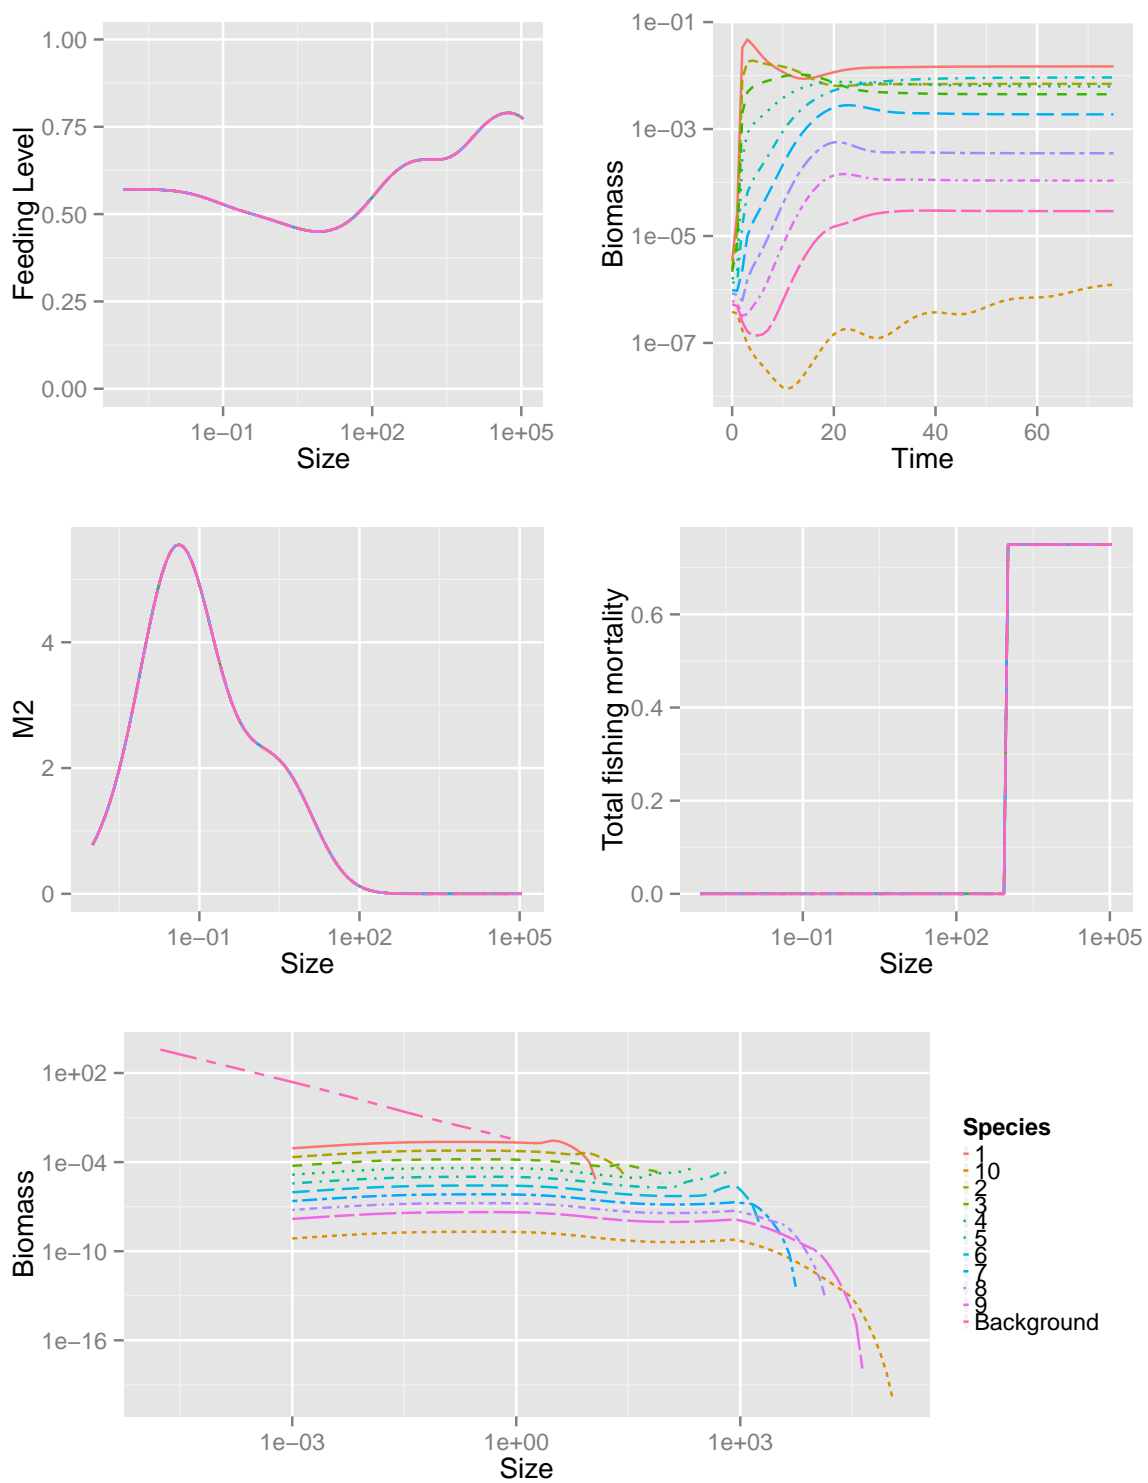 1.00
0.75
0.50
0.25
0.00
Feeding Level
1e−01
1e+02
1e+05
Size
1e−01
1e−03
1e−05
1e−07
Biomass
0
20
40
60
Time
4
2
0
M2
1e−01
1e+02
1e+05
Size
0.6
0.4
0.2
0.0
Total fishing mortality
1e−01
1e+02
1e+05
Size
1e+02
1e−04
1e−10
1e−16
Biomass
1e−03
1e+00
1e+03
Size
Species
1
10
2
3
4
5
6
7
8
9
Background